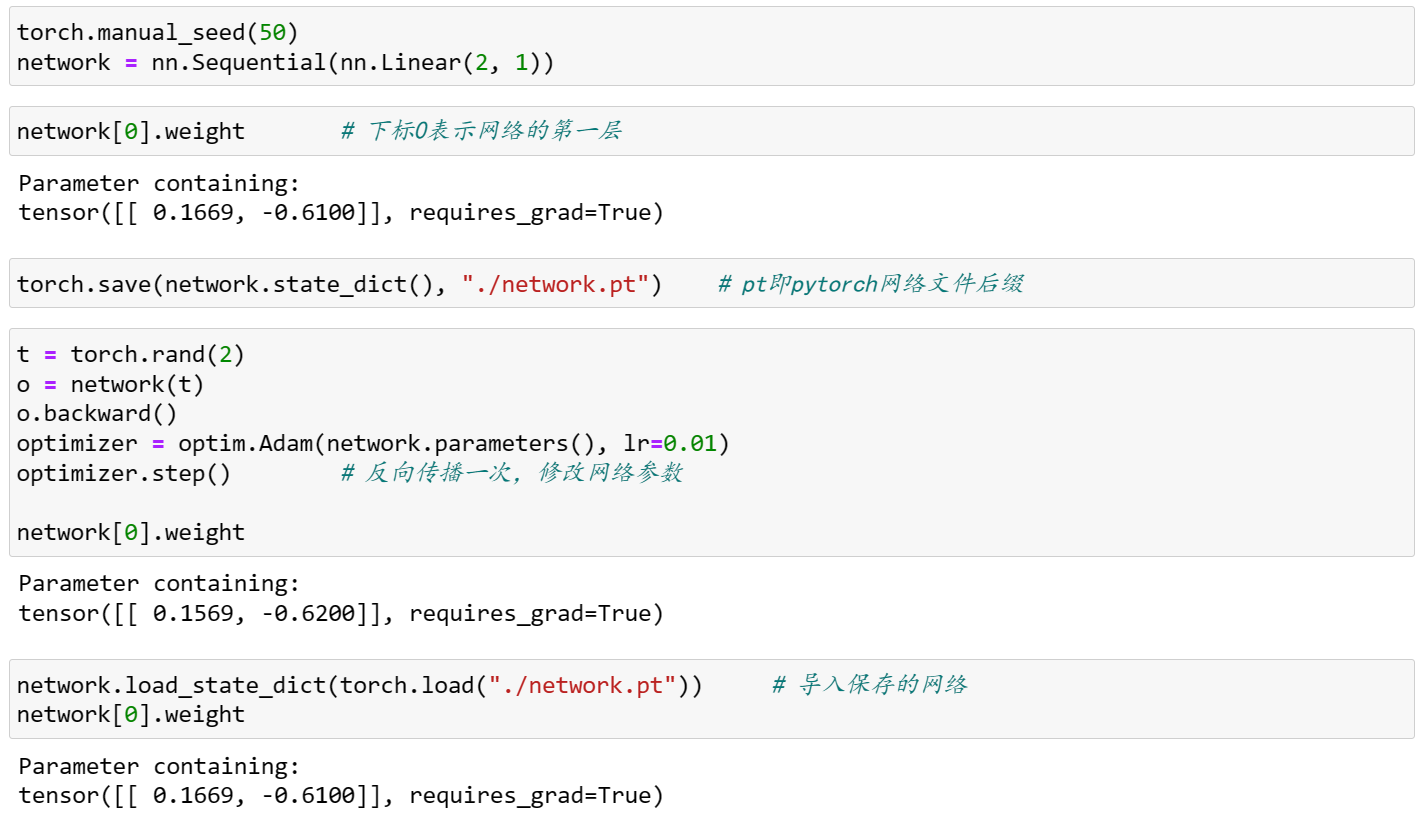 torch.manual_seed(50)
network = nn.Sequential(nn.Linear(2, 1))
network[0].weight # 下标0表示网络的第一层
Parameter containing:
tensor([[ 0.1669, -0.6100]], requires_grad=True)
torch.save(network.state_dict(), "./network.pt") # pt即pytorch网络文件后缀
t = torch.rand(2)
o = network(t)
o.backward()
optimizer = optim.Adam(network.parameters(), lr=0.01)
optimizer.step() # 反向传播一次，修改网络参数
network[0].weight
Parameter containing:
tensor([[ 0.1569, -0.6200]], requires_grad=True)
network.load_state_dict(torch.load("./network.pt")) # 导入保存的网络
network[0].weight
Parameter containing:
tensor([[ 0.1669, -0.6100]], requires_grad=True)